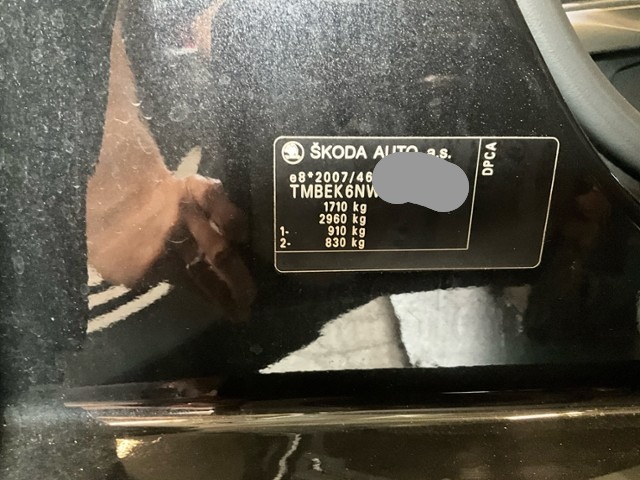 ŠKODA AUTO a.s.
e8*2007/46
TMBEK6NW
1710 kg
2960 kg
1- 910 kg
2- 830 kg
DPCA